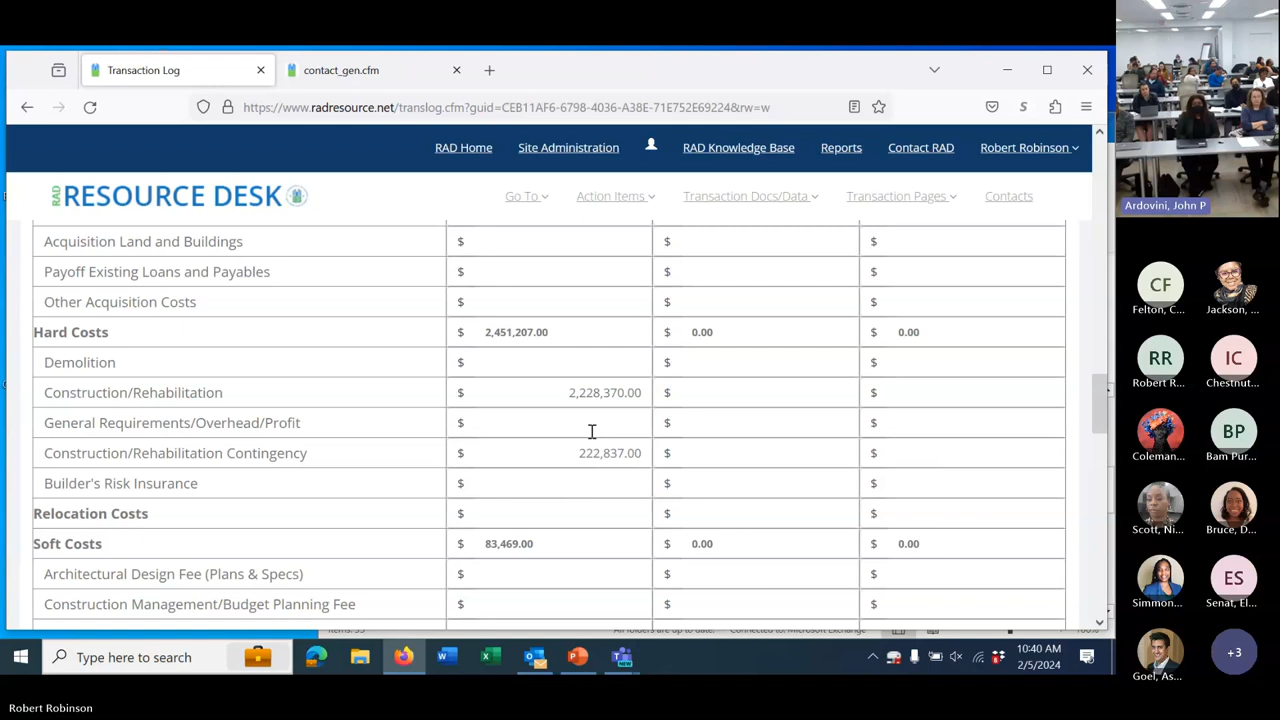 Transaction Log
contact_gen.cfm
https://www.radresource.net/translog.cfm?guid=CEB11AF6-6798-4036-A38E-71E752E69224&rw=w
RAD Home Site Administration RAD Knowledge Base Reports Contact RAD Robert Robinson
RAD RESOURCE DESK
Go To Action Items Transaction Docs/Data Transaction Pages Contacts
Acquisition Land and Buildings $ $ $
Payoff Existing Loans and Payables $ $ $
Other Acquisition Costs $ $ $
Hard Costs $ 2,451,207.00 $ 0.00 $ 0.00
Demolition $ $ $
Construction/Rehabilitation $ 2,228,370.00 $ $
General Requirements/Overhead/Profit $ $ $
Construction/Rehabilitation Contingency $ 222,837.00 $ $
Builder's Risk Insurance $ $ $
Relocation Costs $ $ $
Soft Costs $ 83,469.00 $ 0.00 $ 0.00
Architectural Design Fee (Plans & Specs) $ $ $
Construction Management/Budget Planning Fee $ $ $
Type here to search
10:40 AM
2/5/2024
Robert Robinson
Ardovini, John P
CF
Felton, C...
Jackson, ...
RR
Robert R...
IC
Chestnut...
Coleman...
BP
Bam Pur...
Scott, Ni...
Bruce, D...
Simmon...
ES
Senat, El...
Goel, As...
+3